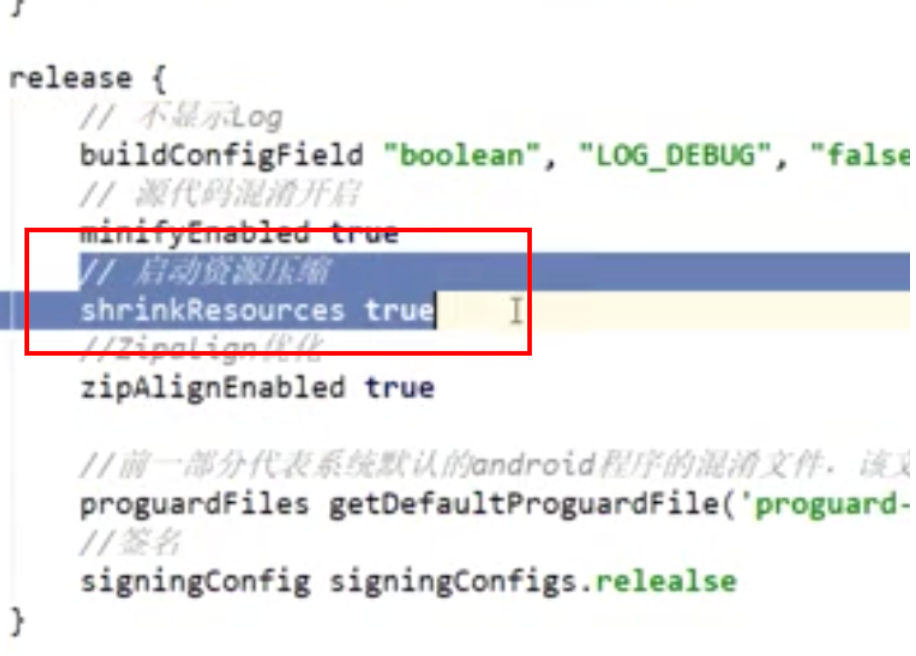 }
release {
// 不显示Log
buildConfigField "boolean", "LOG_DEBUG", "false
// 源代码混淆开启
minifyEnabled true
// 启动资源压缩
shrinkResources true
//ZipaLign优化
zipAlignEnabled true
//前一部分代表系统默认的android程序的混淆文件，该文
proguardFiles getDefaultProguardFile('proguard-
//签名
signingConfig signingConfigs.relealse
}